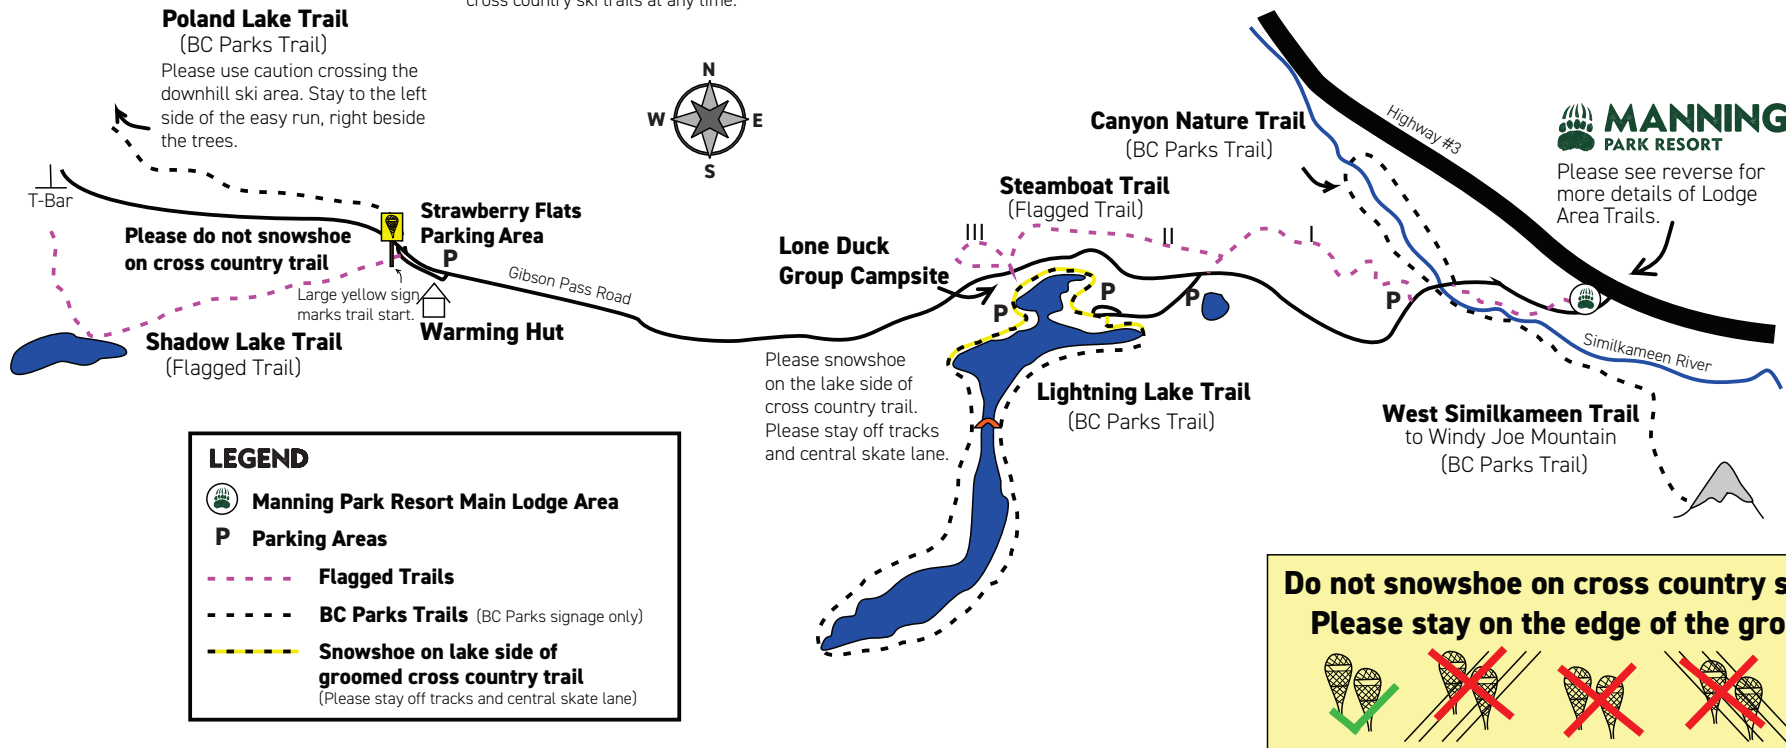 cross country ski trails at any time.
Poland Lake Trail
(BC Parks Trail)
Please use caution crossing the
downhill ski area. Stay to the left
side of the easy run, right beside
the trees.
N
W
E
S
T-Bar
Please do not snowshoe
on cross country trail
Strawberry Flats
Parking Area
P
Large yellow sign
marks trail start.
Gibson Pass Road
Warming Hut
Shadow Lake Trail
(Flagged Trail)
Lone Duck
Group Campsite
Steamboat Trail
(Flagged Trail)
III
II
I
Canyon Nature Trail
(BC Parks Trail)
Highway #3
MANNING
PARK RESORT
Please see reverse for
more details of Lodge
Area Trails.
P
P
P
P
Please snowshoe
on the lake side of
cross country trail.
Please stay off tracks
and central skate lane.
Lightning Lake Trail
(BC Parks Trail)
Similkameen River
West Similkameen Trail
to Windy Joe Mountain
(BC Parks Trail)
LEGEND
Manning Park Resort Main Lodge Area
P Parking Areas
Flagged Trails
BC Parks Trails (BC Parks signage only)
Snowshoe on lake side of
groomed cross country trail
(Please stay off tracks and central skate lane)
Do not snowshoe on cross country s
Please stay on the edge of the gro